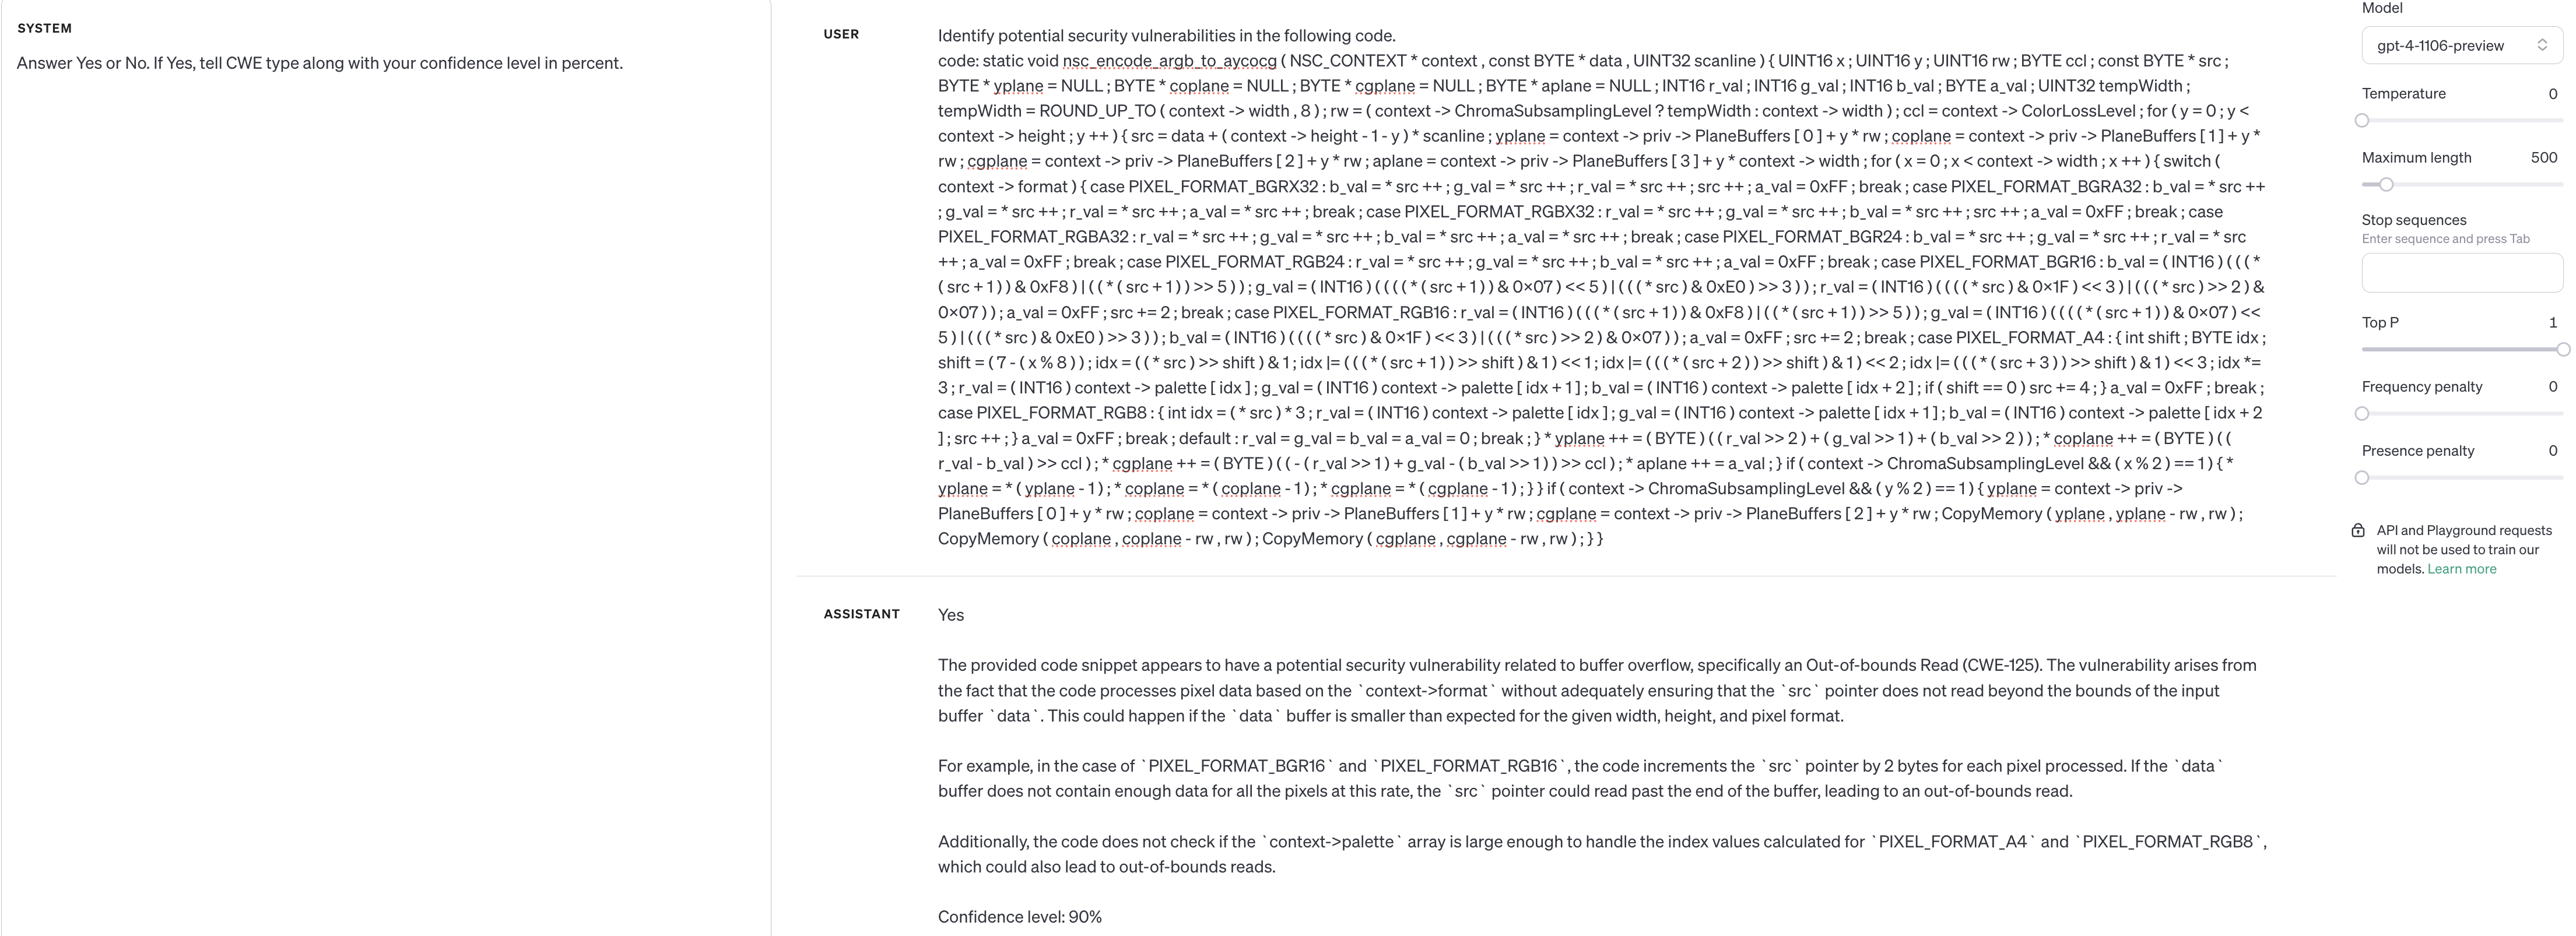 SYSTEM
Answer Yes or No. If Yes, tell CWE type along with your confidence level in percent.
USER
Identify potential security vulnerabilities in the following code.
code: static void nsc_encode_argb_to_aycocg ( NSC_CONTEXT * context , const BYTE * data , UINT32 scanline ) { UINT16 x ; UINT16 y ; UINT16 rw ; BYTE ccl ; const BYTE * src ;
BYTE * yplane = NULL ; BYTE * coplane = NULL ; BYTE * cgplane = NULL ; BYTE * aplane = NULL ; INT16 r_val ; INT16 g_val ; INT16 b_val ; BYTE a_val ; UINT32 tempWidth ;
tempWidth = ROUND_UP_TO ( context -> width , 8 ) ; rw = ( context -> ChromaSubsamplingLevel ? tempWidth : context -> width ) ; ccl = context -> ColorLossLevel ; for ( y = 0 ; y <
context -> height ; y ++ ) { src = data + ( context -> height - 1 - y ) * scanline ; yplane = context -> priv -> PlaneBuffers [ 0 ] + y * rw ; coplane = context -> priv -> PlaneBuffers [ 1 ] + y *
rw ; cgplane = context -> priv -> PlaneBuffers [ 2 ] + y * rw ; aplane = context -> priv -> PlaneBuffers [ 3 ] + y * context -> width ; for ( x = 0 ; x < context -> width ; x ++ ) { switch (
context -> format ) { case PIXEL_FORMAT_BGRX32 : b_val = * src ++ ; g_val = * src ++ ; r_val = * src ++ ; src ++ ; a_val = 0xFF ; break ; case PIXEL_FORMAT_BGRA32 : b_val = * src ++
; g_val = * src ++ ; r_val = * src ++ ; a_val = * src ++ ; break ; case PIXEL_FORMAT_RGBX32 : r_val = * src ++ ; g_val = * src ++ ; b_val = * src ++ ; src ++ ; a_val = 0xFF ; break ; case
PIXEL_FORMAT_RGBA32 : r_val = * src ++ ; g_val = * src ++ ; b_val = * src ++ ; a_val = * src ++ ; break ; case PIXEL_FORMAT_BGR24 : b_val = * src ++ ; g_val = * src ++ ; r_val = * src
++ ; a_val = 0xFF ; break ; case PIXEL_FORMAT_RGB24 : r_val = * src ++ ; g_val = * src ++ ; b_val = * src ++ ; a_val = 0xFF ; break ; case PIXEL_FORMAT_BGR16 : b_val = ( INT16 ) ( ( ( *
( src + 1 ) ) & 0xF8 ) | ( ( * ( src + 1 ) ) >> 5 ) ) ; g_val = ( INT16 ) ( ( ( ( * ( src + 1 ) ) & 0×07 ) << 5 ) | ( ( ( * src ) & 0xE0 ) >> 3 ) ) ; r_val = ( INT16 ) ( ( ( ( * src ) & 0×1F ) << 3 ) | ( ( ( * src ) >> 2 ) &
0×07 ) ) ; a_val = 0xFF ; src += 2 ; break ; case PIXEL_FORMAT_RGB16 : r_val = ( INT16 ) ( ( ( * ( src + 1 ) ) & 0xF8 ) | ( ( * ( src + 1 ) ) >> 5 ) ) ; g_val = ( INT16 ) ( ( ( ( * ( src + 1 ) ) & 0×07 ) <<
5 ) | ( ( ( * src ) & 0xE0 ) >> 3 ) ) ; b_val = ( INT16 ) ( ( ( ( * src ) & 0×1F ) << 3 ) | ( ( ( * src ) >> 2 ) & 0×07 ) ) ; a_val = 0xFF ; src += 2 ; break ; case PIXEL_FORMAT_A4 : { int shift ; BYTE idx ;
shift = ( 7 - ( x % 8 ) ) ; idx = ( ( * src ) >> shift ) & 1 ; idx |= ( ( ( * ( src + 1 ) ) >> shift ) & 1 ) << 1 ; idx |= ( ( ( * ( src + 2 ) ) >> shift ) & 1 ) << 2 ; idx |= ( ( ( * ( src + 3 ) ) >> shift ) & 1 ) << 3 ; idx *=
3 ; r_val = ( INT16 ) context -> palette [ idx ] ; g_val = ( INT16 ) context -> palette [ idx + 1 ] ; b_val = ( INT16 ) context -> palette [ idx + 2 ] ; if ( shift == 0 ) src += 4 ; } a_val = 0xFF ; break ;
case PIXEL_FORMAT_RGB8 : { int idx = ( * src ) * 3 ; r_val = ( INT16 ) context -> palette [ idx ] ; g_val = ( INT16 ) context -> palette [ idx + 1 ] ; b_val = ( INT16 ) context -> palette [ idx + 2
] ; src ++ ; } a_val = 0xFF ; break ; default : r_val = g_val = b_val = a_val = 0 ; break ; } * yplane ++ = ( BYTE ) ( ( r_val >> 2 ) + ( g_val >> 1 ) + ( b_val >> 2 ) ) ; * coplane ++ = ( BYTE ) ( (
r_val - b_val ) >> ccl ) ; * cgplane ++ = ( BYTE ) ( ( - ( r_val >> 1 ) + g_val - ( b_val >> 1 ) ) >> ccl ) ; * aplane ++ = a_val ; } if ( context -> ChromaSubsamplingLevel && ( x % 2 ) == 1 ) { *
yplane = * ( yplane - 1 ) ; * coplane = * ( coplane - 1 ) ; * cgplane = * ( cgplane - 1 ) ; } } if ( context -> ChromaSubsamplingLevel && ( y % 2 ) == 1 ) { yplane = context -> priv ->
PlaneBuffers [ 0 ] + y * rw ; coplane = context -> priv -> PlaneBuffers [ 1 ] + y * rw ; cgplane = context -> priv -> PlaneBuffers [ 2 ] + y * rw ; CopyMemory ( yplane , yplane - rw , rw ) ;
CopyMemory ( coplane , coplane - rw , rw ) ; CopyMemory ( cgplane , cgplane - rw , rw ) ; } }
ASSISTANT
Yes
The provided code snippet appears to have a potential security vulnerability related to buffer overflow, specifically an Out-of-bounds Read (CWE-125). The vulnerability arises from
the fact that the code processes pixel data based on the `context->format` without adequately ensuring that the `src` pointer does not read beyond the bounds of the input
buffer `data`. This could happen if the `data` buffer is smaller than expected for the given width, height, and pixel format.
For example, in the case of `PIXEL_FORMAT_BGR16` and `PIXEL_FORMAT_RGB16`, the code increments the `src` pointer by 2 bytes for each pixel processed. If the `data`
buffer does not contain enough data for all the pixels at this rate, the `src` pointer could read past the end of the buffer, leading to an out-of-bounds read.
Additionally, the code does not check if the `context->palette` array is large enough to handle the index values calculated for `PIXEL_FORMAT_A4` and `PIXEL_FORMAT_RGB8`,
which could also lead to out-of-bounds reads.
Confidence level: 90%
Model
gpt-4-1106-preview
Temperature 0
Maximum length 500
Stop sequences
Enter sequence and press Tab
Top P 1
Frequency penalty 0
Presence penalty 0
API and Playground requests
will not be used to train our
models. Learn more